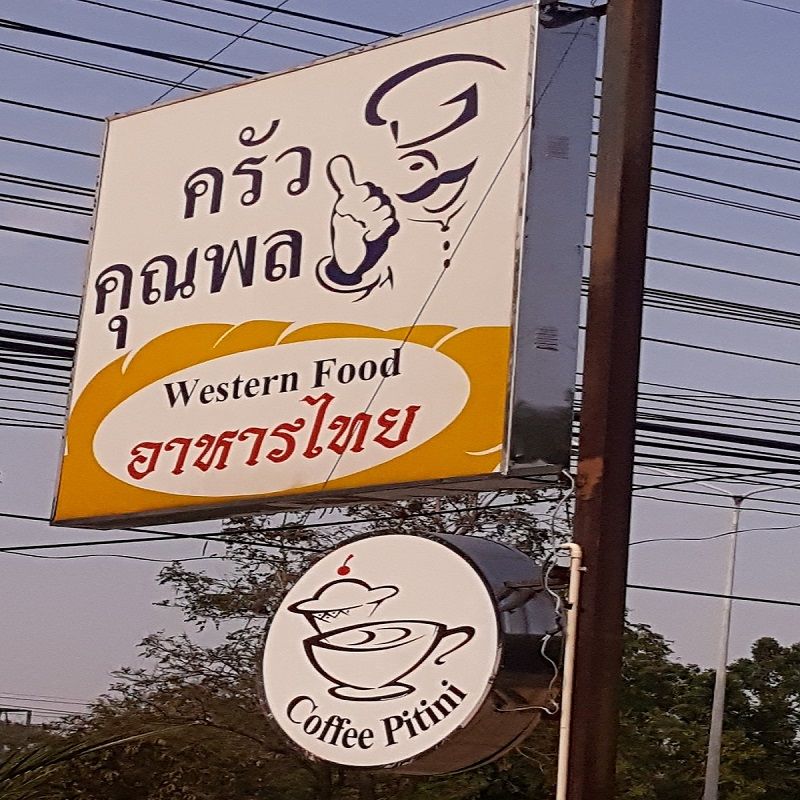 ครัว
คุณพล
Western Food
อาหารไทย
Coffee Pitini